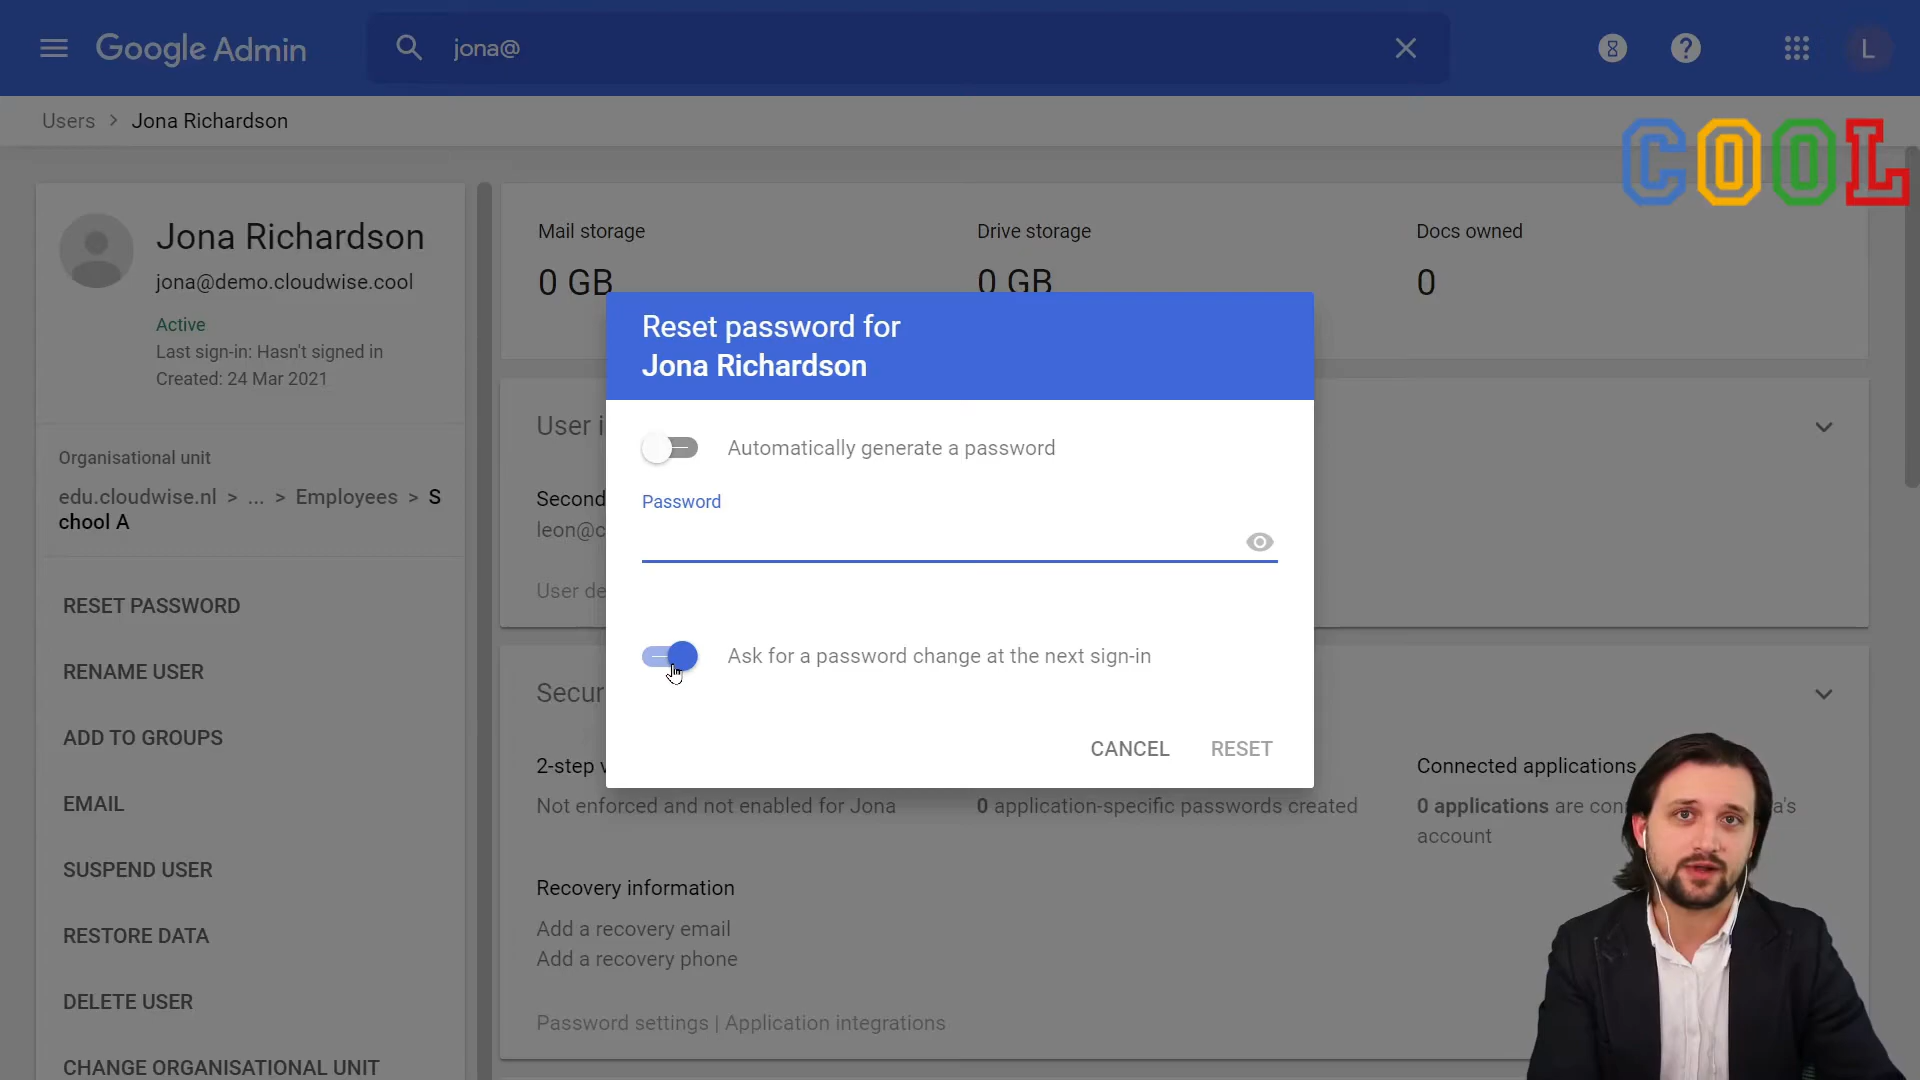 Google Admin
jona@
L
Users > Jona Richardson
COOL
Jona Richardson
jona@demo.cloudwise.cool
Active
Last sign-in: Hasn't signed in
Created: 24 Mar 2021
Organisational unit
edu.cloudwise.nl > ... > Employees > S
chool A
RESET PASSWORD
RENAME USER
ADD TO GROUPS
EMAIL
SUSPEND USER
RESTORE DATA
DELETE USER
CHANGE ORGANISATIONAL UNIT
Mail storage
0 GB
Drive storage
0 GB
Docs owned
0
User i
Second
leon@c
User de
Reset password for
Jona Richardson
Automatically generate a password
Password
Ask for a password change at the next sign-in
CANCEL
RESET
Secur
2-step v
Not enforced and not enabled for Jona
0 application-specific passwords created
Connected applications
0 applications are con a's
account
Recovery information
Add a recovery email
Add a recovery phone
Password settings | Application integrations